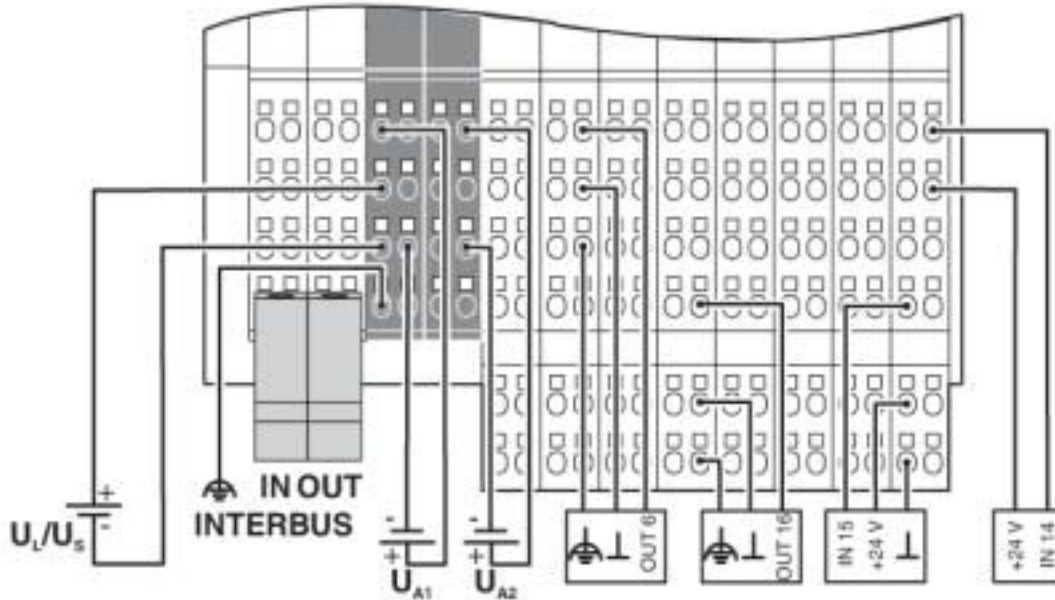 IN OUT
INTERBUS
+
-
U_L/U_S
-
+
U_A1
-
+
U_A2
OUT 6
OUT 16
IN 15
+24 V
+24 V
IN 14